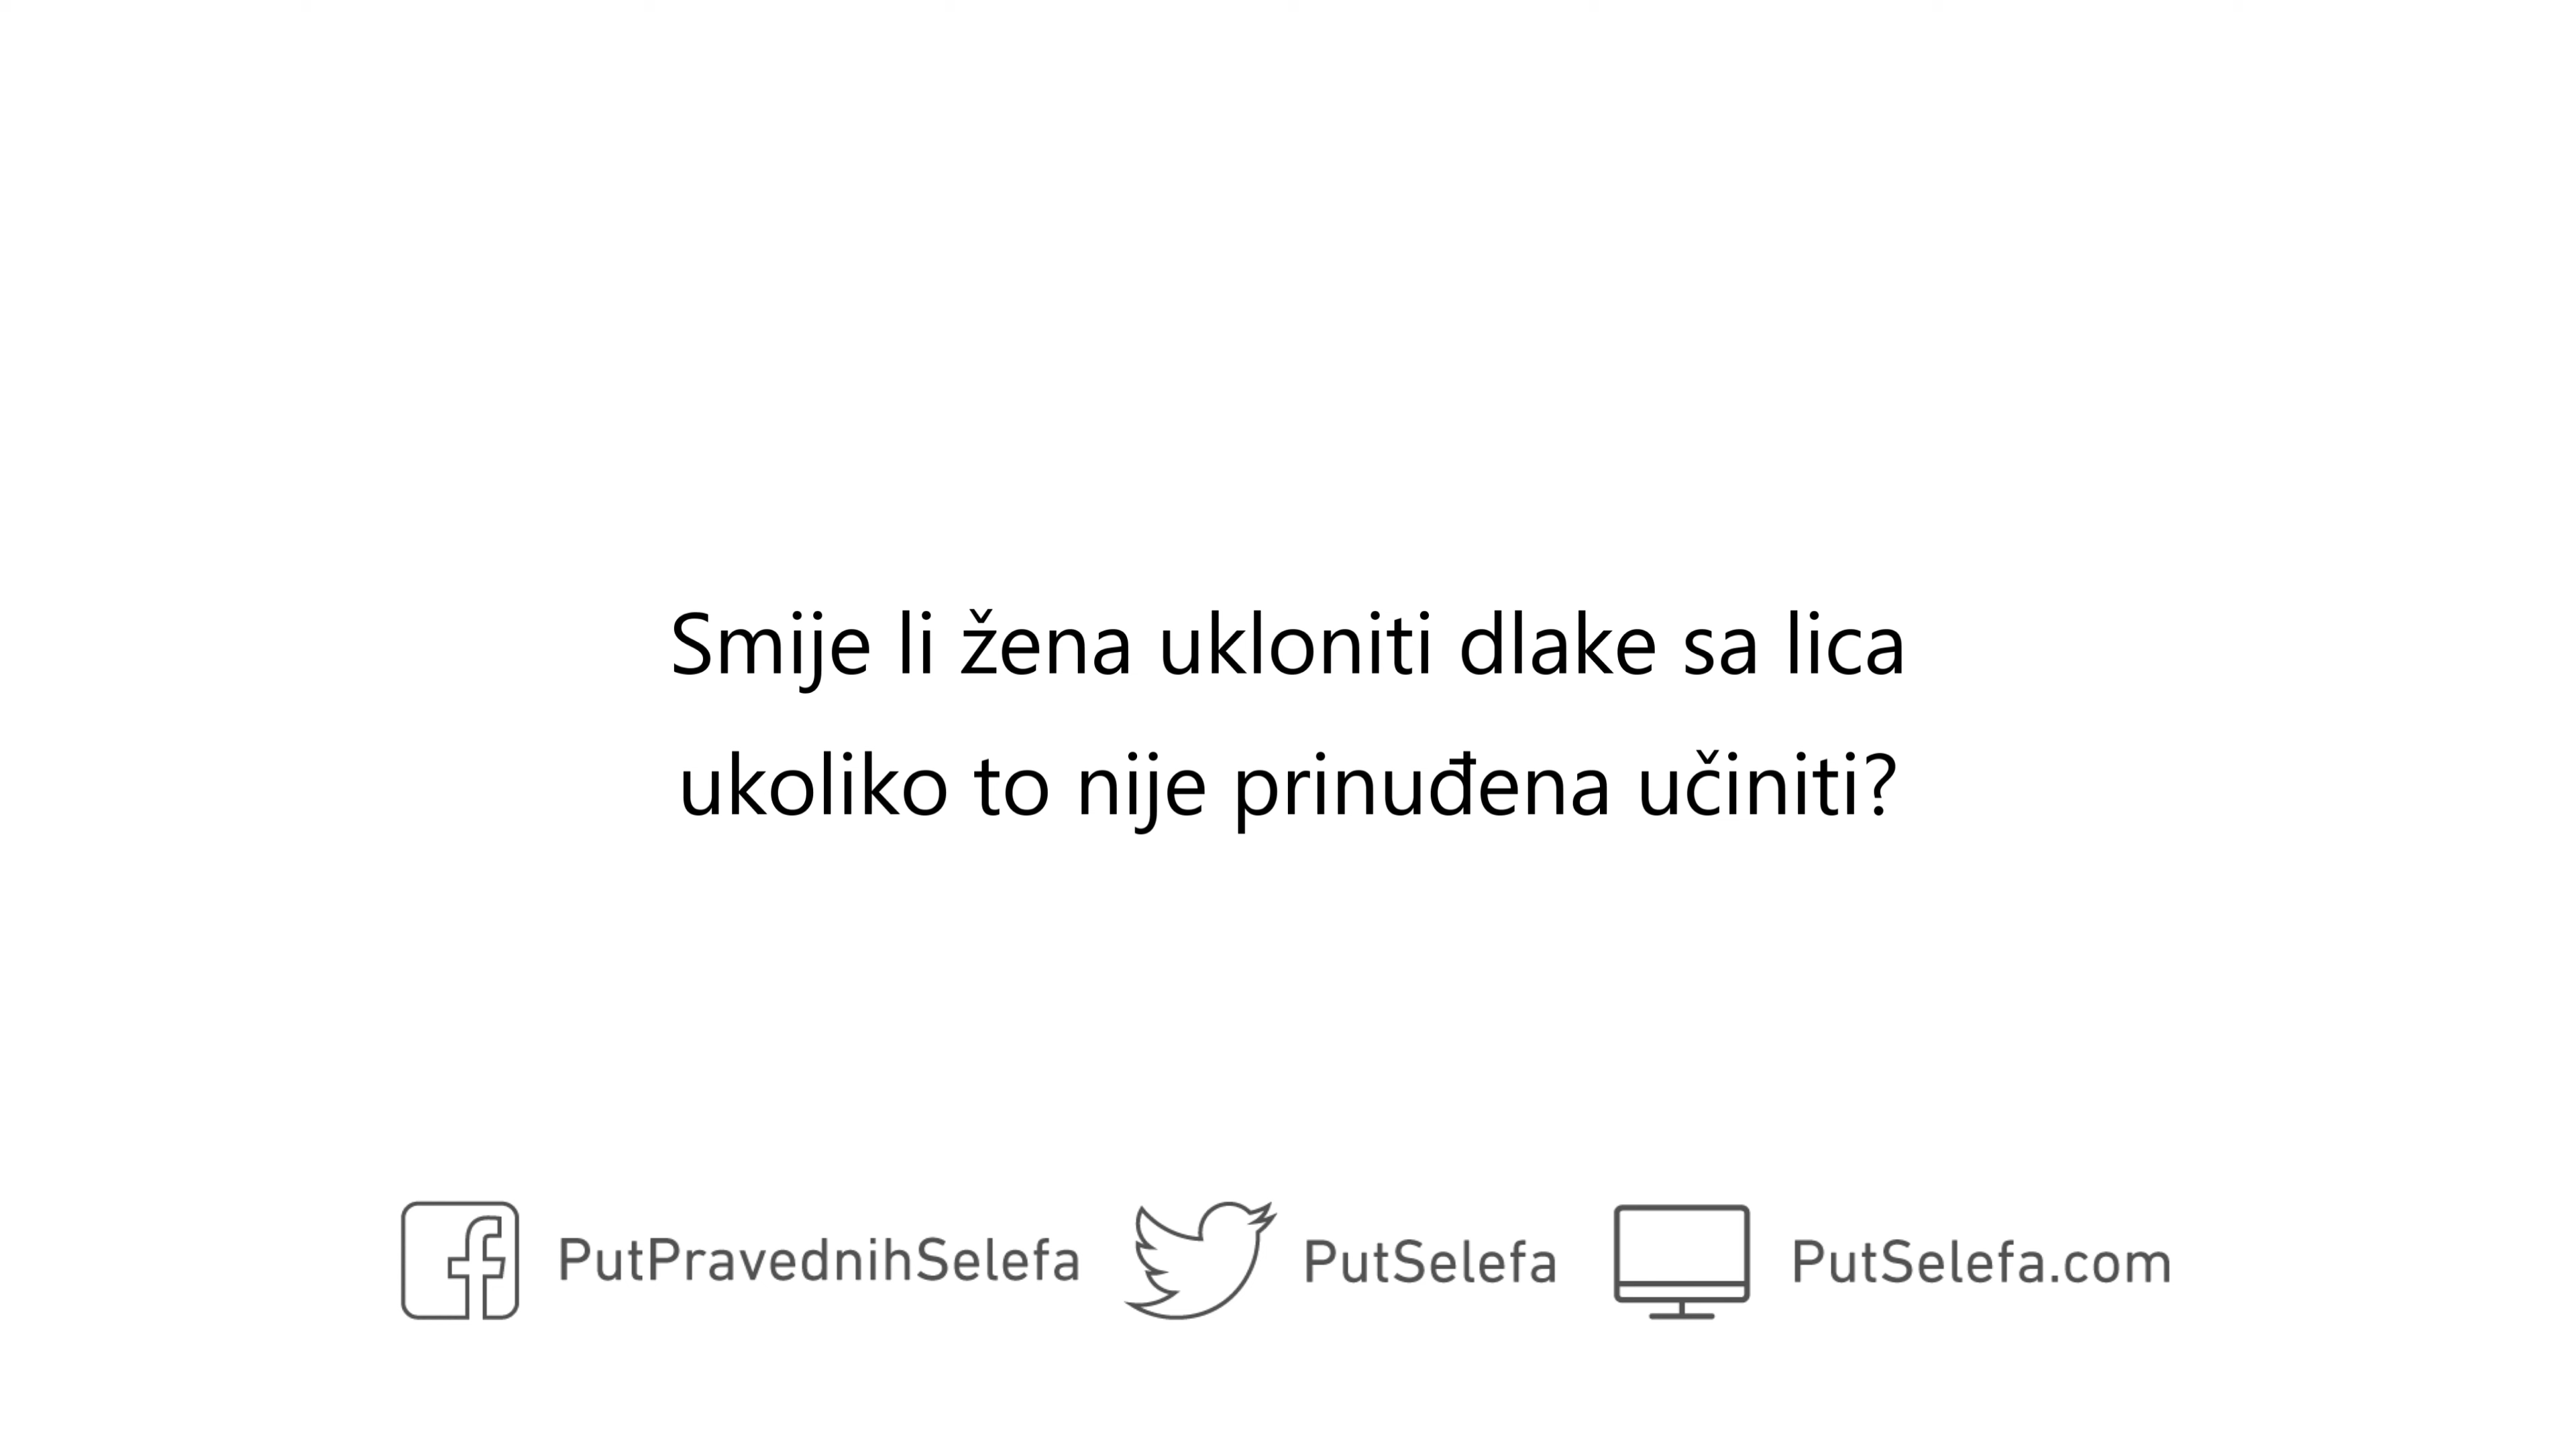 Smije li žena ukloniti dlake sa lica
ukoliko to nije prinuđena učiniti?
PutPravednihSelefa PutSelefa PutSelefa.com